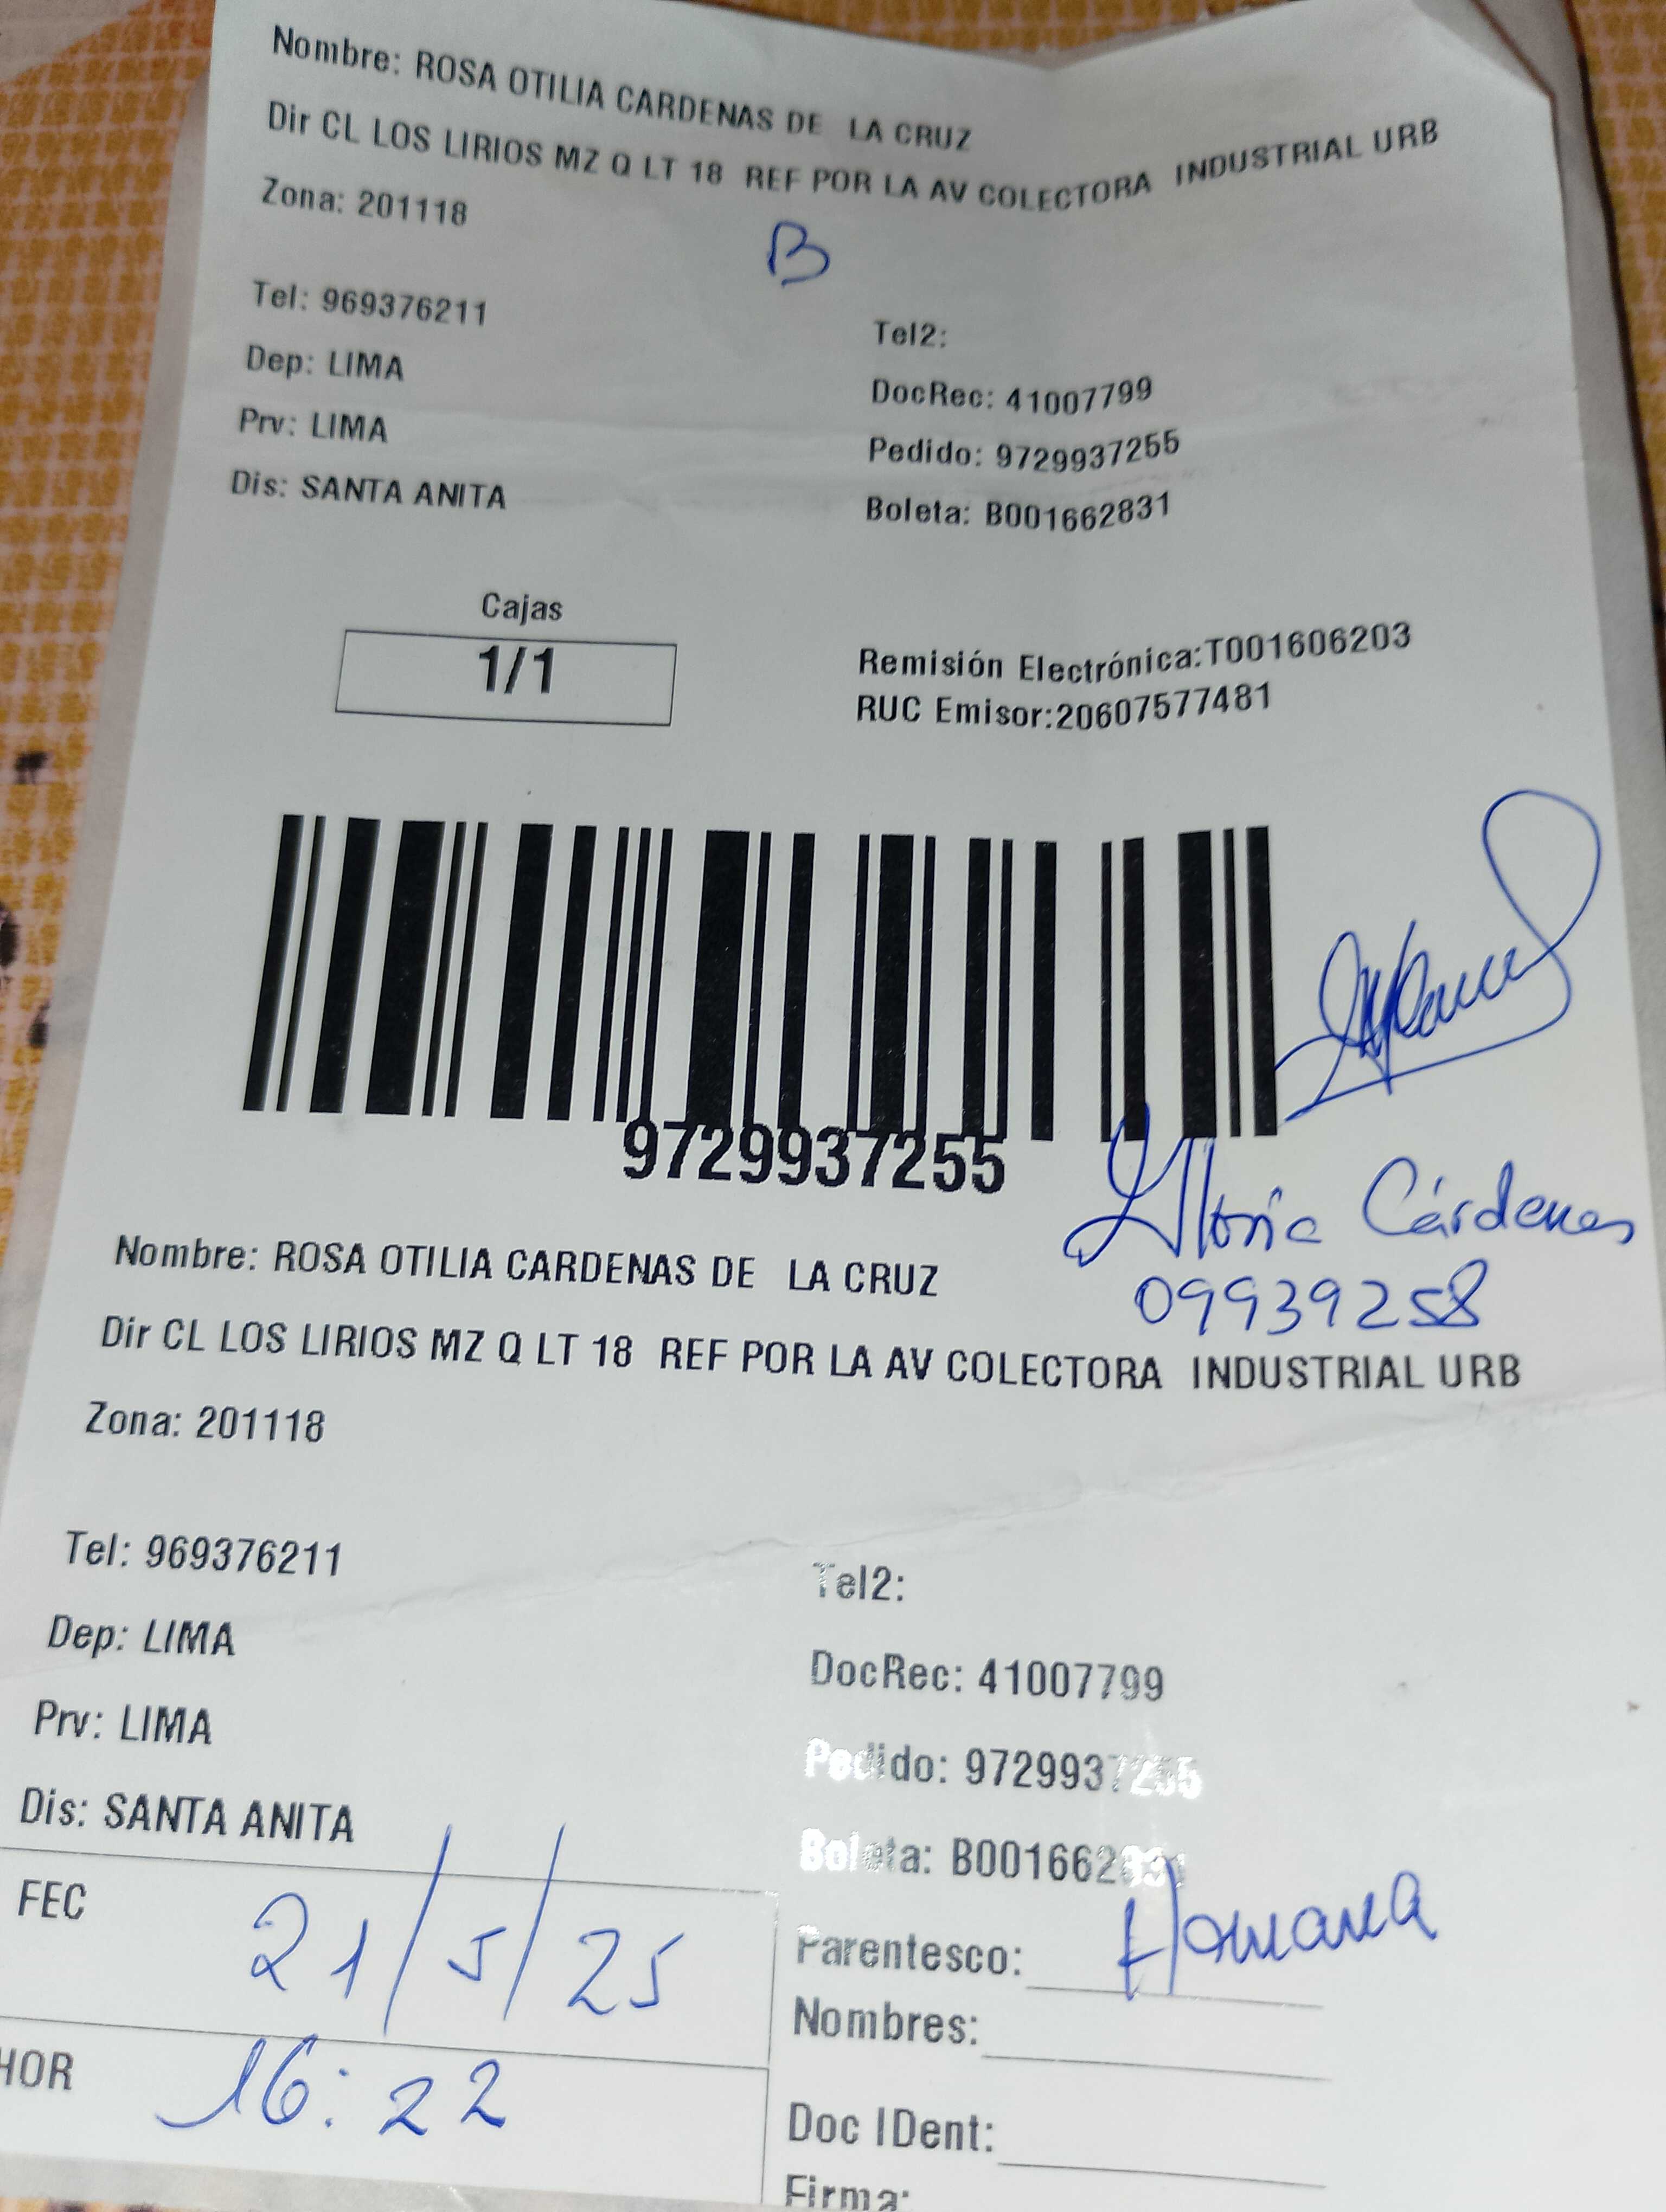 Nombre: ROSA OTILIA CARDENAS DE LA CRUZ
Dir CL LOS LIRIOS MZ Q LT 18 REF POR LA AV COLECTORA INDUSTRIAL URB
Zona: 201118
B
Tel: 969376211
Tel2:
Dep: LIMA
DocRec: 41007799
Prv: LIMA
Pedido: 9729937255
Dis: SANTA ANITA
Boleta: B001662831
Cajas
1/1
Remisión Electrónica:T001606203
RUC Emisor:20607577481
9729937255
Gloria Cárdenas
09939258
Nombre: ROSA OTILIA CARDENAS DE LA CRUZ
Dir CL LOS LIRIOS MZ Q LT 18 REF POR LA AV COLECTORA INDUSTRIAL URB
Zona: 201118
Tel: 969376211
Tel2:
Dep: LIMA
DocRec: 41007799
Prv: LIMA
Pedido: 9729937255
Dis: SANTA ANITA
Boleta: B001662831
FEC 21/5/25
Parentesco: Hermana
Nombres:
HOR 16:22
Doc IDent:
Firma: